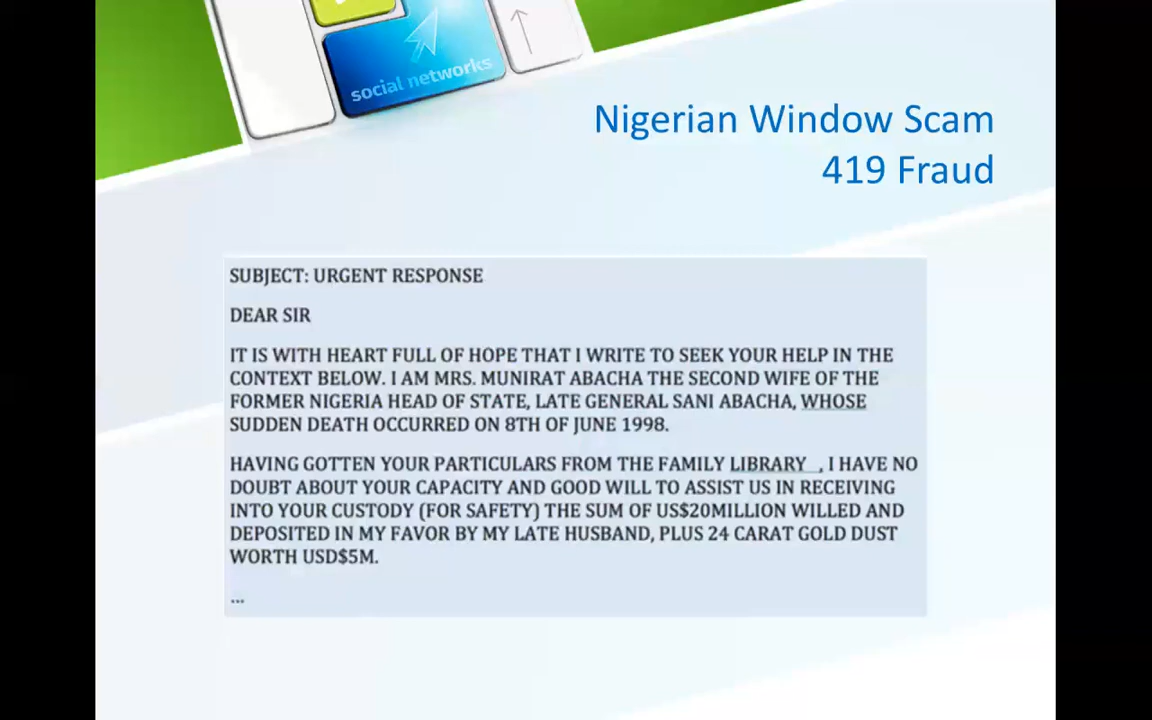 social networks
Nigerian Window Scam
419 Fraud
SUBJECT: URGENT RESPONSE
DEAR SIR
IT IS WITH HEART FULL OF HOPE THAT I WRITE TO SEEK YOUR HELP IN THE
CONTEXT BELOW. I AM MRS. MUNIRAT ABACHA THE SECOND WIFE OF THE
FORMER NIGERIA HEAD OF STATE, LATE GENERAL SANI ABACHA, WHOSE
SUDDEN DEATH OCCURRED ON 8TH OF JUNE 1998.
HAVING GOTTEN YOUR PARTICULARS FROM THE FAMILY LIBRARY , I HAVE NO
DOUBT ABOUT YOUR CAPACITY AND GOOD WILL TO ASSIST US IN RECEIVING
INTO YOUR CUSTODY (FOR SAFETY) THE SUM OF US$20MILLION WILLED AND
DEPOSITED IN MY FAVOR BY MY LATE HUSBAND, PLUS 24 CARAT GOLD DUST
WORTH USD$5M.
...